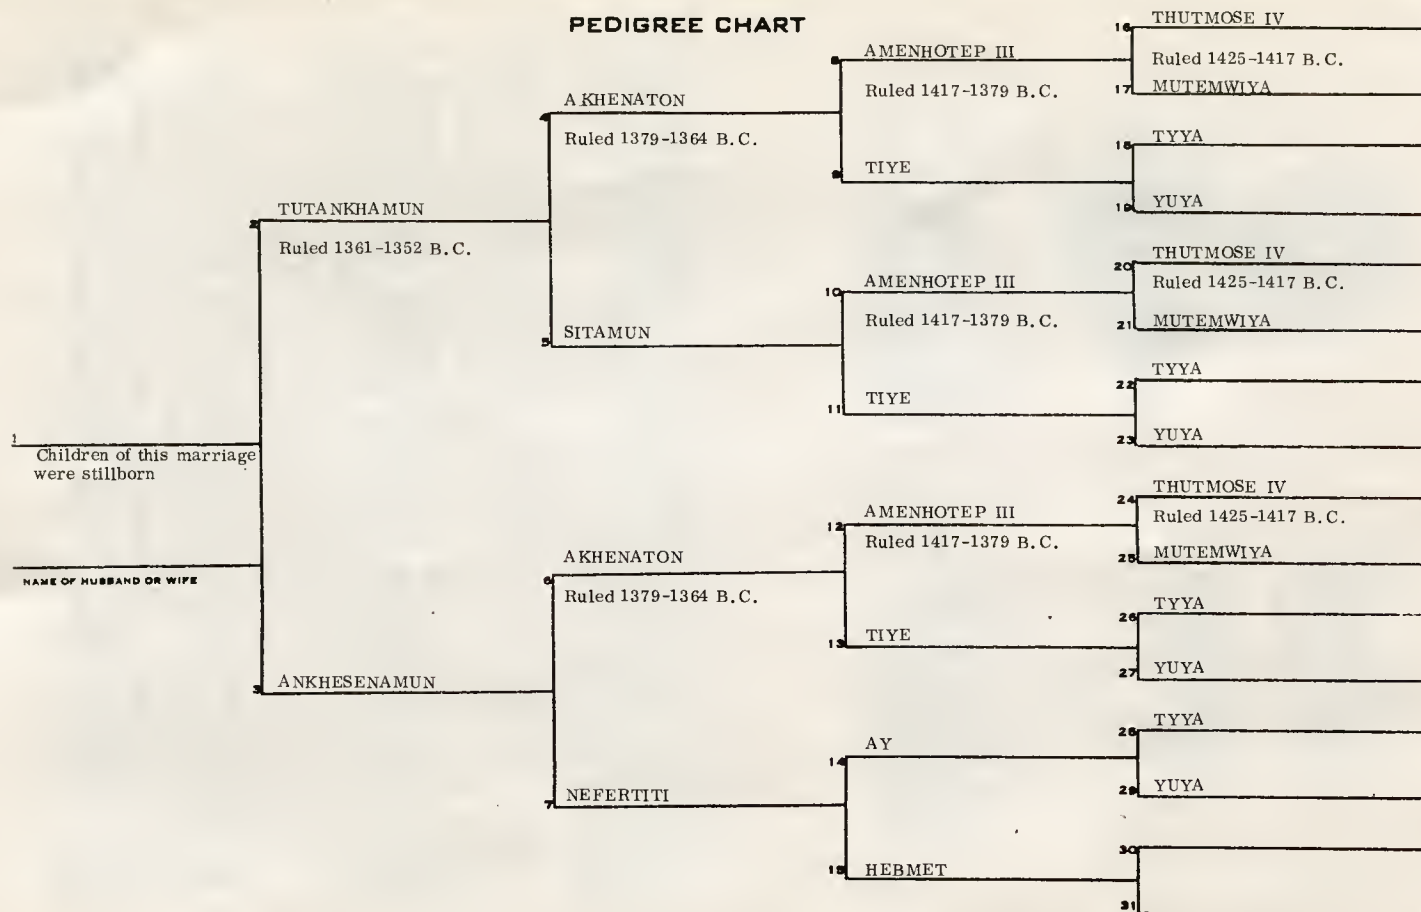 PEDIGREE CHART
1
Children of this marriage
were stillborn
NAME OF HUSBAND OR WIFE
2
TUTANKHAMUN
Ruled 1361-1352 B.C.
3
ANKHESENAMUN
4
AKHENATON
Ruled 1379-1364 B.C.
5
SITAMUN
6
AKHENATON
Ruled 1379-1364 B.C.
7
NEFERTITI
8
AMENHOTEP III
Ruled 1417-1379 B.C.
9
TIYE
10
AMENHOTEP III
Ruled 1417-1379 B.C.
11
TIYE
12
AMENHOTEP III
Ruled 1417-1379 B.C.
13
TIYE
14
AY
15
HEBMET
16
THUTMOSE IV
Ruled 1425-1417 B.C.
17
MUTEMWIYA
18
TYYA
19
YUYA
20
THUTMOSE IV
Ruled 1425-1417 B.C.
21
MUTEMWIYA
22
TYYA
23
YUYA
24
THUTMOSE IV
Ruled 1425-1417 B.C.
25
MUTEMWIYA
26
TYYA
27
YUYA
28
TYYA
29
YUYA
30
31